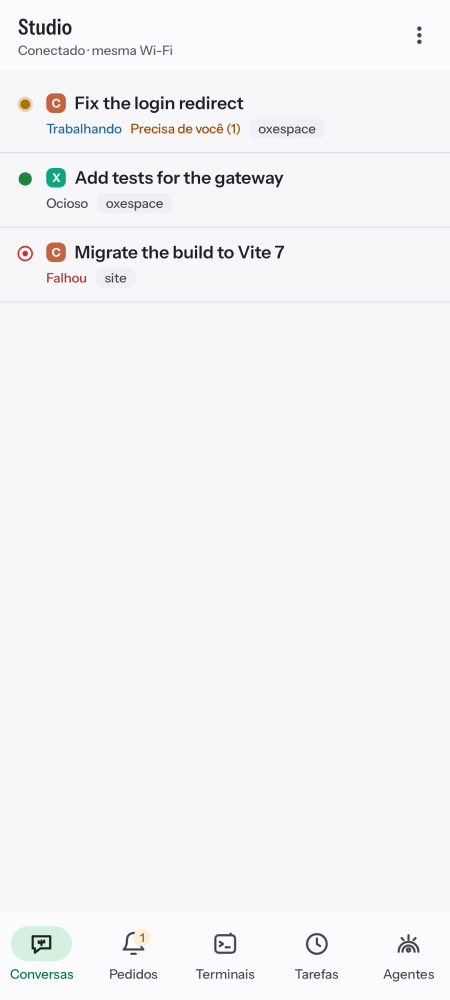 Studio
Conectado · mesma Wi-Fi
C Fix the login redirect
Trabalhando Precisa de você (1) oxespace
X Add tests for the gateway
Ocioso oxespace
C Migrate the build to Vite 7
Falhou site
1
Conversas Pedidos Terminais Tarefas Agentes